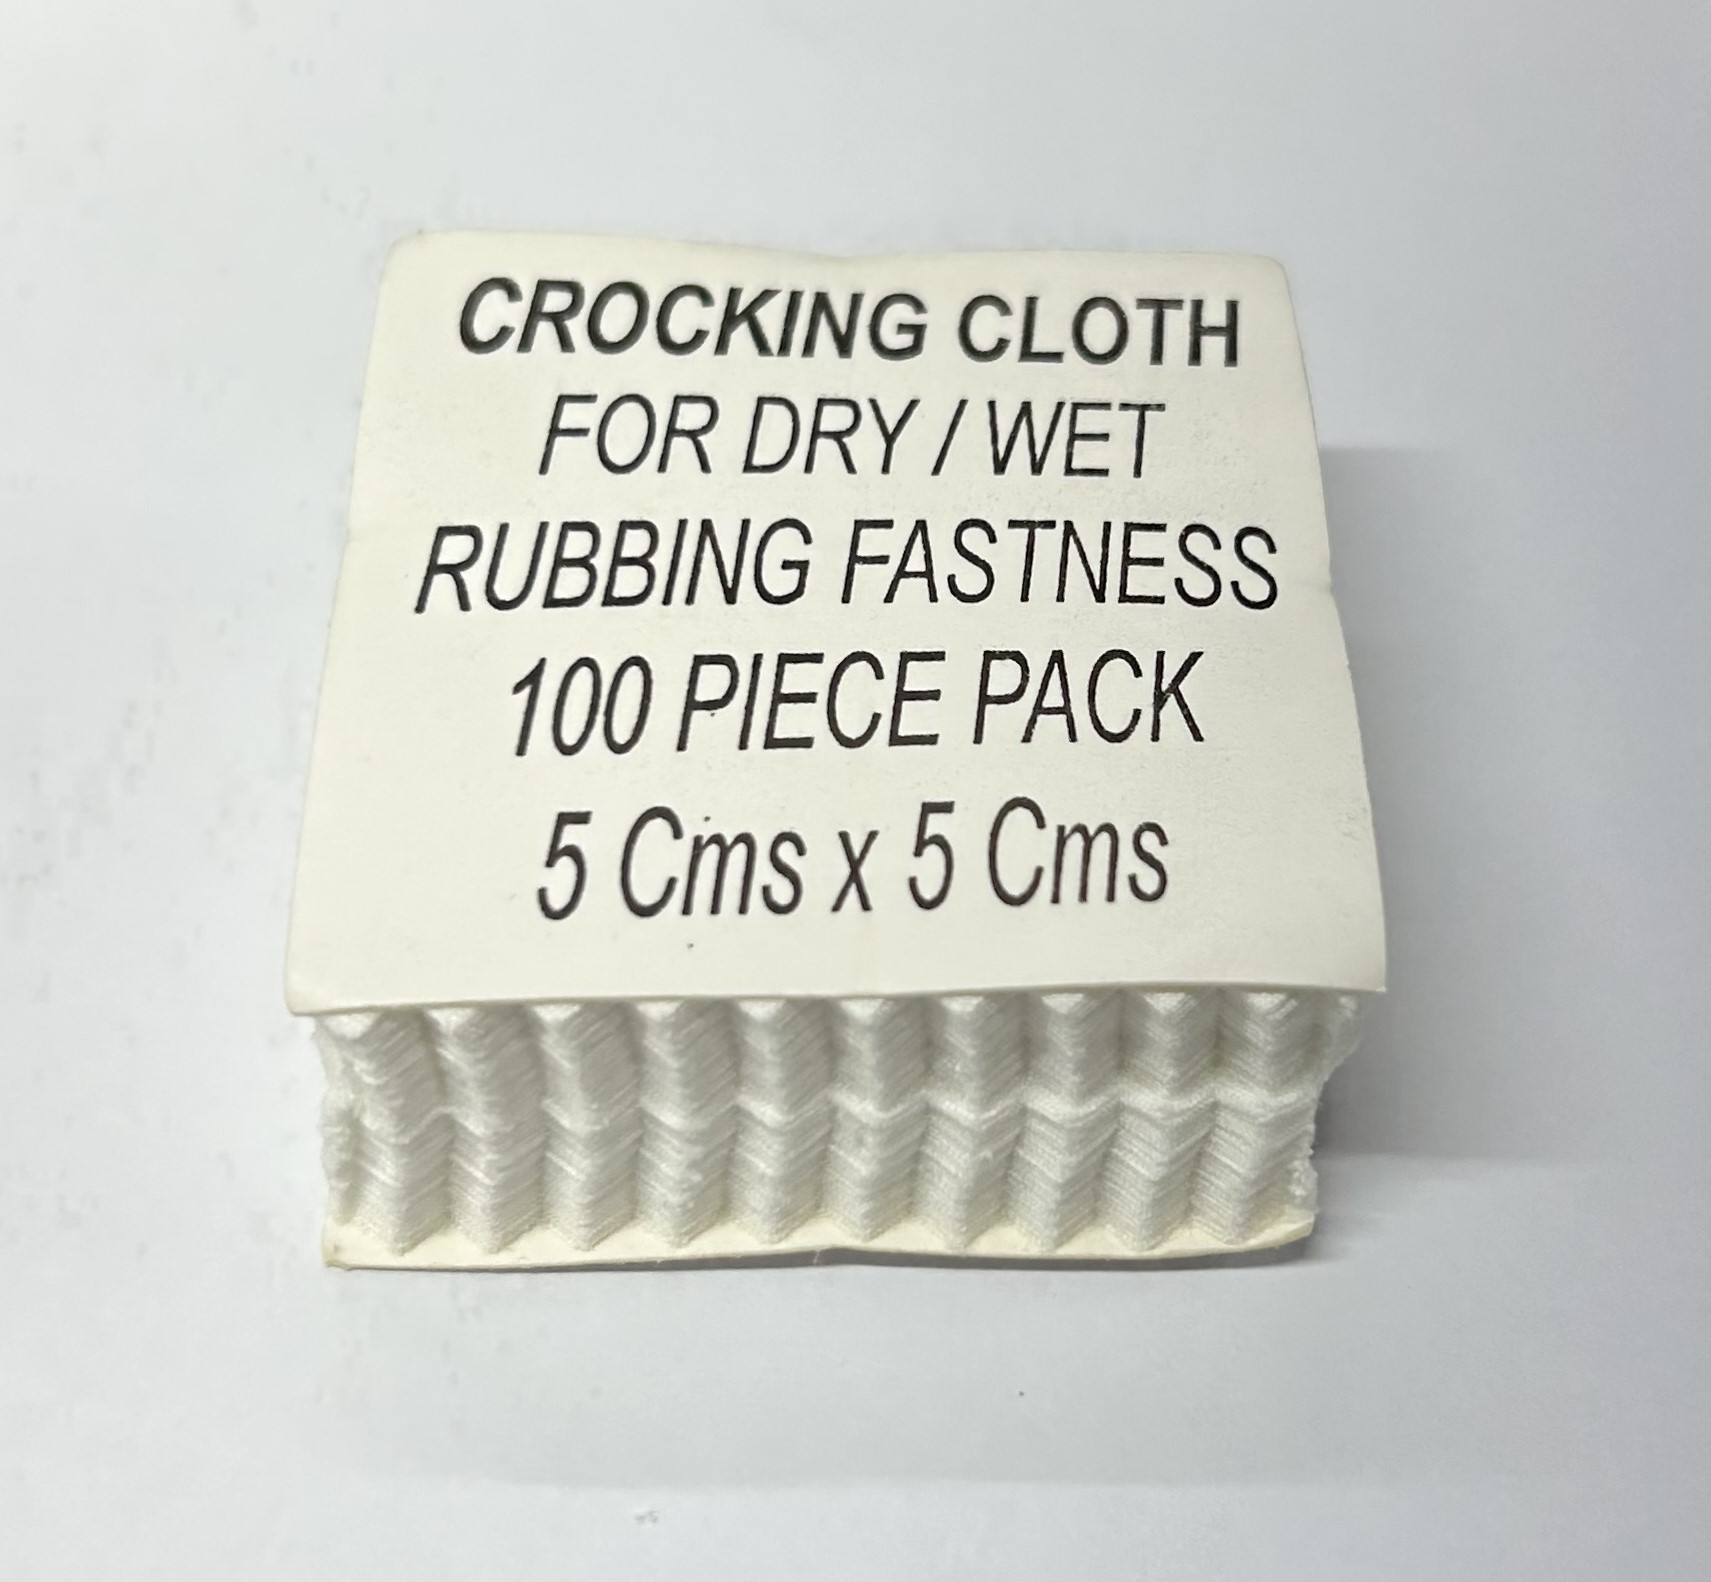 CROCKING CLOTH
FOR DRY / WET
RUBBING FASTNESS
100 PIECE PACK
5 Cms x 5 Cms